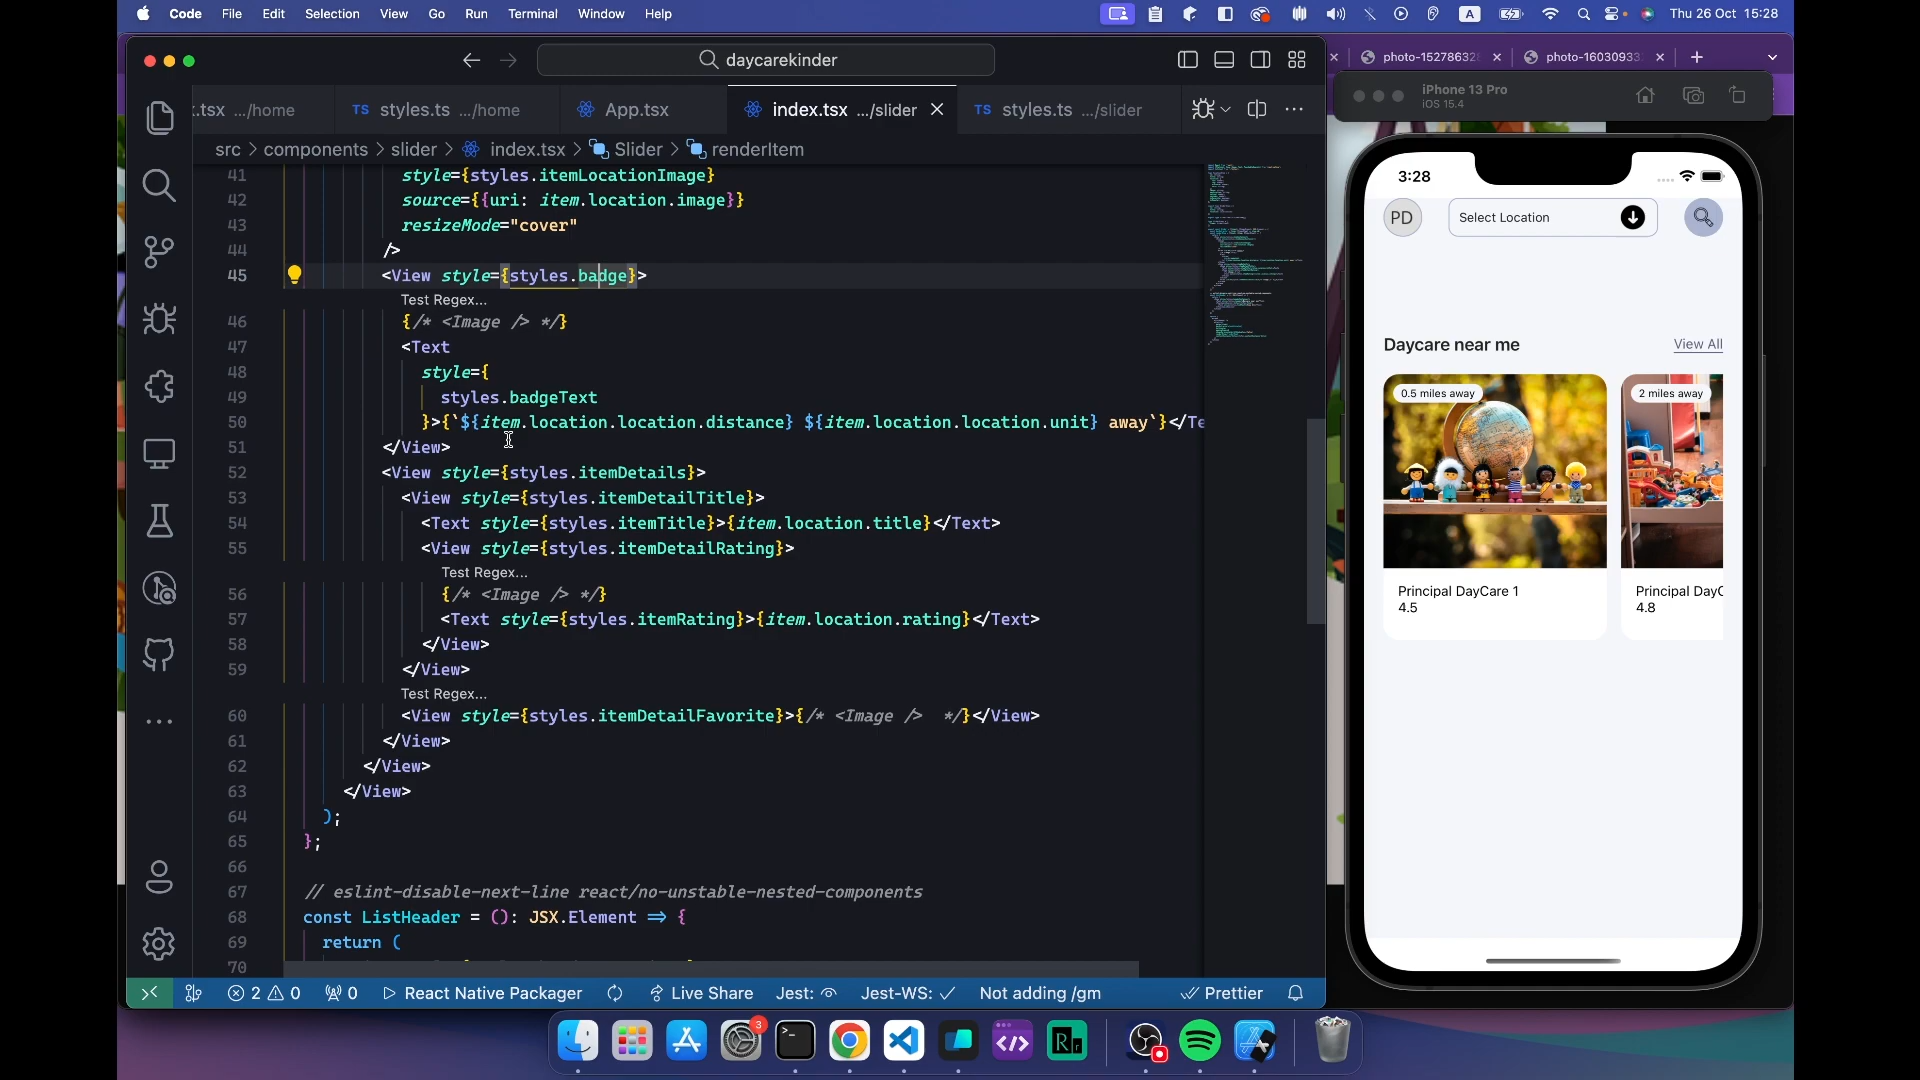 Code File Edit Selection View Go Run Terminal Window Help
A
Thu 26 Oct 15:28
daycarekinder
.tsx .../home
TS styles.ts .../home
App.tsx
index.tsx .../slider
TS styles.ts .../slider
src > components > slider > index.tsx > Slider > renderItem
41 style={styles.itemLocationImage}
42 source={{uri: item.location.image}}
43 resizeMode="cover"
44 />
45 <View style={styles.badge}>
Test Regex...
46 {/* <Image /> */}
47 <Text
48 style={
49 styles.badgeText
50 }>{`${item.location.location.distance} ${item.location.location.unit} away`}</Te
51 </View>
52 <View style={styles.itemDetails}>
53 <View style={styles.itemDetailTitle}>
54 <Text style={styles.itemTitle}>{item.location.title}</Text>
55 <View style={styles.itemDetailRating}>
Test Regex...
56 {/* <Image /> */}
57 <Text style={styles.itemRating}>{item.location.rating}</Text>
58 </View>
59 </View>
Test Regex...
60 <View style={styles.itemDetailFavorite}>{/* <Image />  */}</View>
61 </View>
62 </View>
63 </View>
64 );
65 };
66
67 // eslint-disable-next-line react/no-unstable-nested-components
68 const ListHeader = (): JSX.Element => {
69 return (
70
2 0 0 React Native Packager Live Share Jest: Jest-WS: Not adding /gm Prettier
photo-152786328
photo-160309333
iPhone 13 Pro
iOS 15.4
3:28
PD
Select Location
Daycare near me
View All
0.5 miles away
2 miles away
Principal DayCare 1
4.5
Principal DayC
4.8
3
Rr